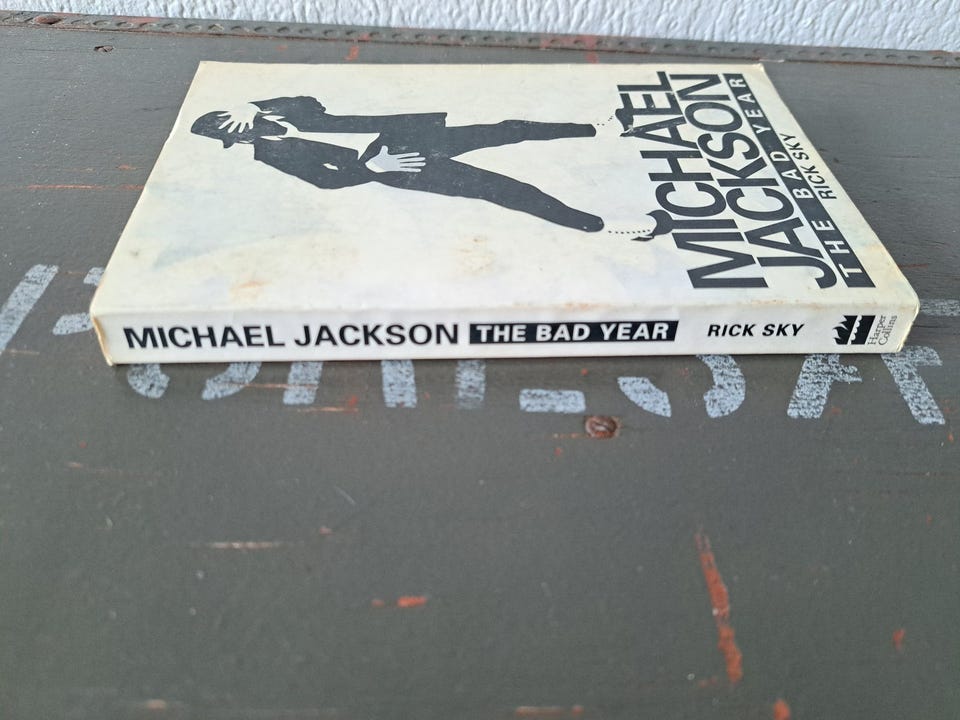 MICHAEL
JACKSON
THE BAD YEAR
RICK SKY
MICHAEL JACKSON THE BAD YEAR RICK SKY
Harper
Collins